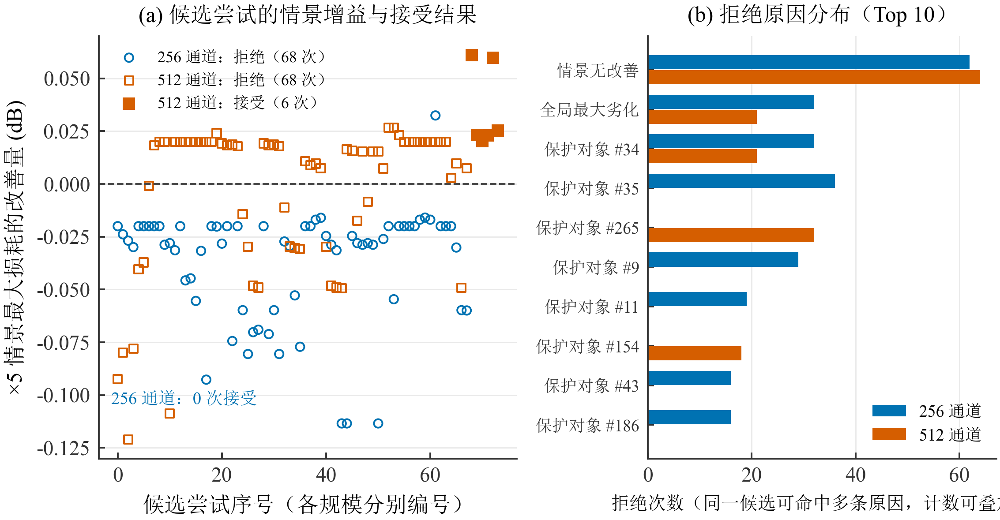 (a) 候选尝试的情景增益与接受结果
256 通道：拒绝（68 次）
512 通道：拒绝（68 次）
512 通道：接受（6 次）
0.050
0.025
0.000
-0.025
-0.050
-0.075
-0.100
-0.125
×5 情景最大损耗的改善量 (dB)
256 通道：0 次接受
0
20
40
60
候选尝试序号（各规模分别编号）
(b) 拒绝原因分布（Top 10）
情景无改善
全局最大劣化
保护对象 #34
保护对象 #35
保护对象 #265
保护对象 #9
保护对象 #11
保护对象 #154
保护对象 #43
保护对象 #186
256 通道
512 通道
0
20
40
60
拒绝次数（同一候选可命中多条原因，计数可叠